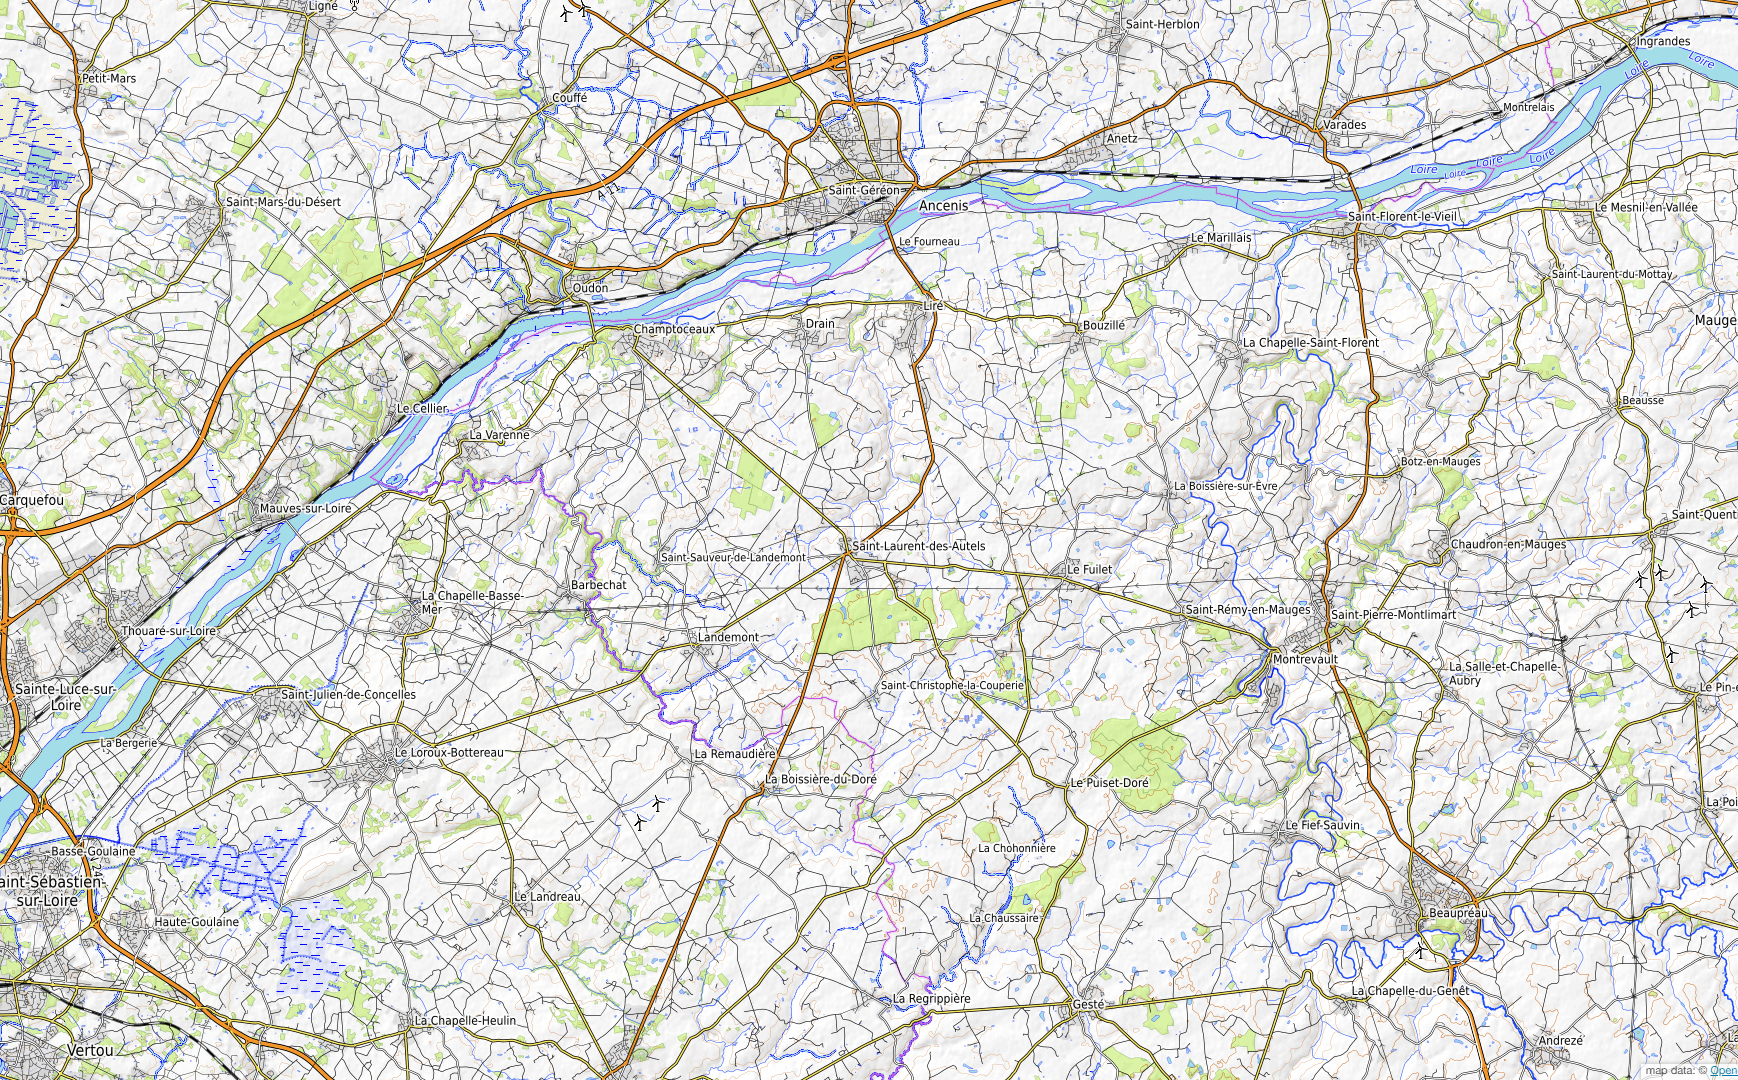 Ligné
Saint-Herblon
Ingrandes
Loire
Loire
Petit-Mars
Couffé
Montrelais
Varades
Anetz
Loire
Loire
Loire
Loire
A 11
Saint-Géréon
Saint-Mars-du-Désert
Ancenis
Le Mesnil-en-Vallée
Saint-Florent-le-Vieil
Le Fourneau
Le Marillais
Saint-Laurent-du-Mottay
Oudon
Liré
Drain
Champtoceaux
Bouzillé
Mauge
La Chapelle-Saint-Florent
Le Cellier
Beausse
La Varenne
Botz-en-Mauges
La Boissière-sur-Èvre
Carquefou
Mauves-sur-Loire
Saint-Quenti
Saint-Laurent-des-Autels
Chaudron-en-Mauges
Saint-Sauveur-de-Landemont
Le Fuilet
Barbechat
La Chapelle-Basse-
Mer
Saint-Rémy-en-Mauges
Saint-Pierre-Montlimart
Thouaré-sur-Loire
Landemont
Montrevault
La Salle-et-Chapelle-
Aubry
Sainte-Luce-sur-
Loire
Saint-Julien-de-Concelles
Saint-Christophe-la-Couperie
Le Pin-e
La Bergerie
Le Loroux-Bottereau
La Remaudière
La Boissière-du-Doré
Le Puiset-Doré
La Poi
Le Fief-Sauvin
Basse-Goulaine
La Chohonnière
aint-Sébastien-
sur-Loire
Le Landreau
Beaupréau
Haute-Goulaine
La Chaussaire
La Chapelle-du-Genêt
La Regrippière
Gesté
La Chapelle-Heulin
Andrezé
La
Vertou
map data: © Open